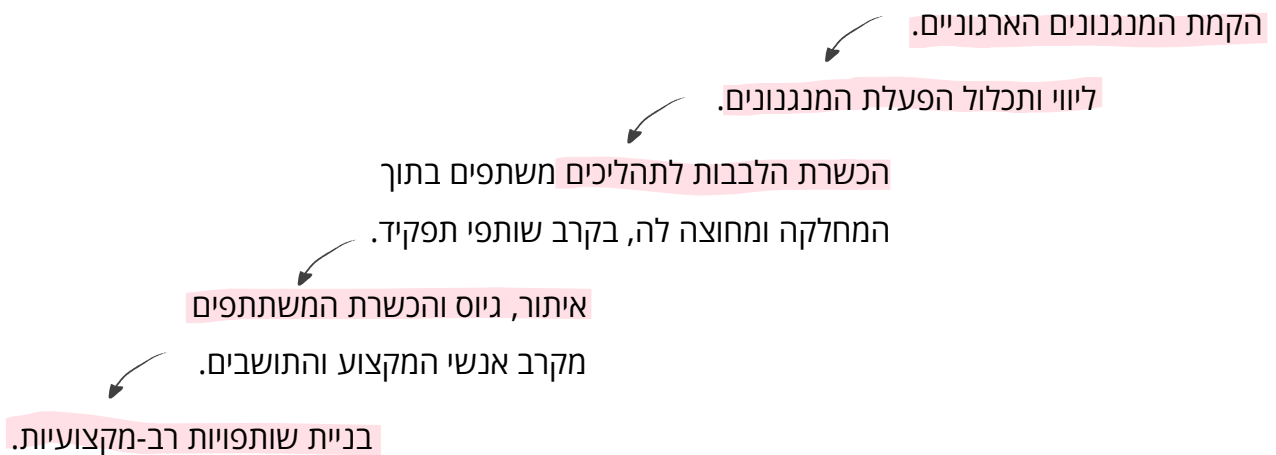 הקמת המנגנונים הארגוניים.
ליווי ותכלול הפעלת המנגנונים.
הכשרת הלבבות לתהליכים משתפים בתוך
המחלקה ומחוצה לה, בקרב שותפי תפקיד.
איתור, גיוס והכשרת המשתתפים
מקרב אנשי המקצוע והתושבים.
בניית שותפויות רב-מקצועיות.